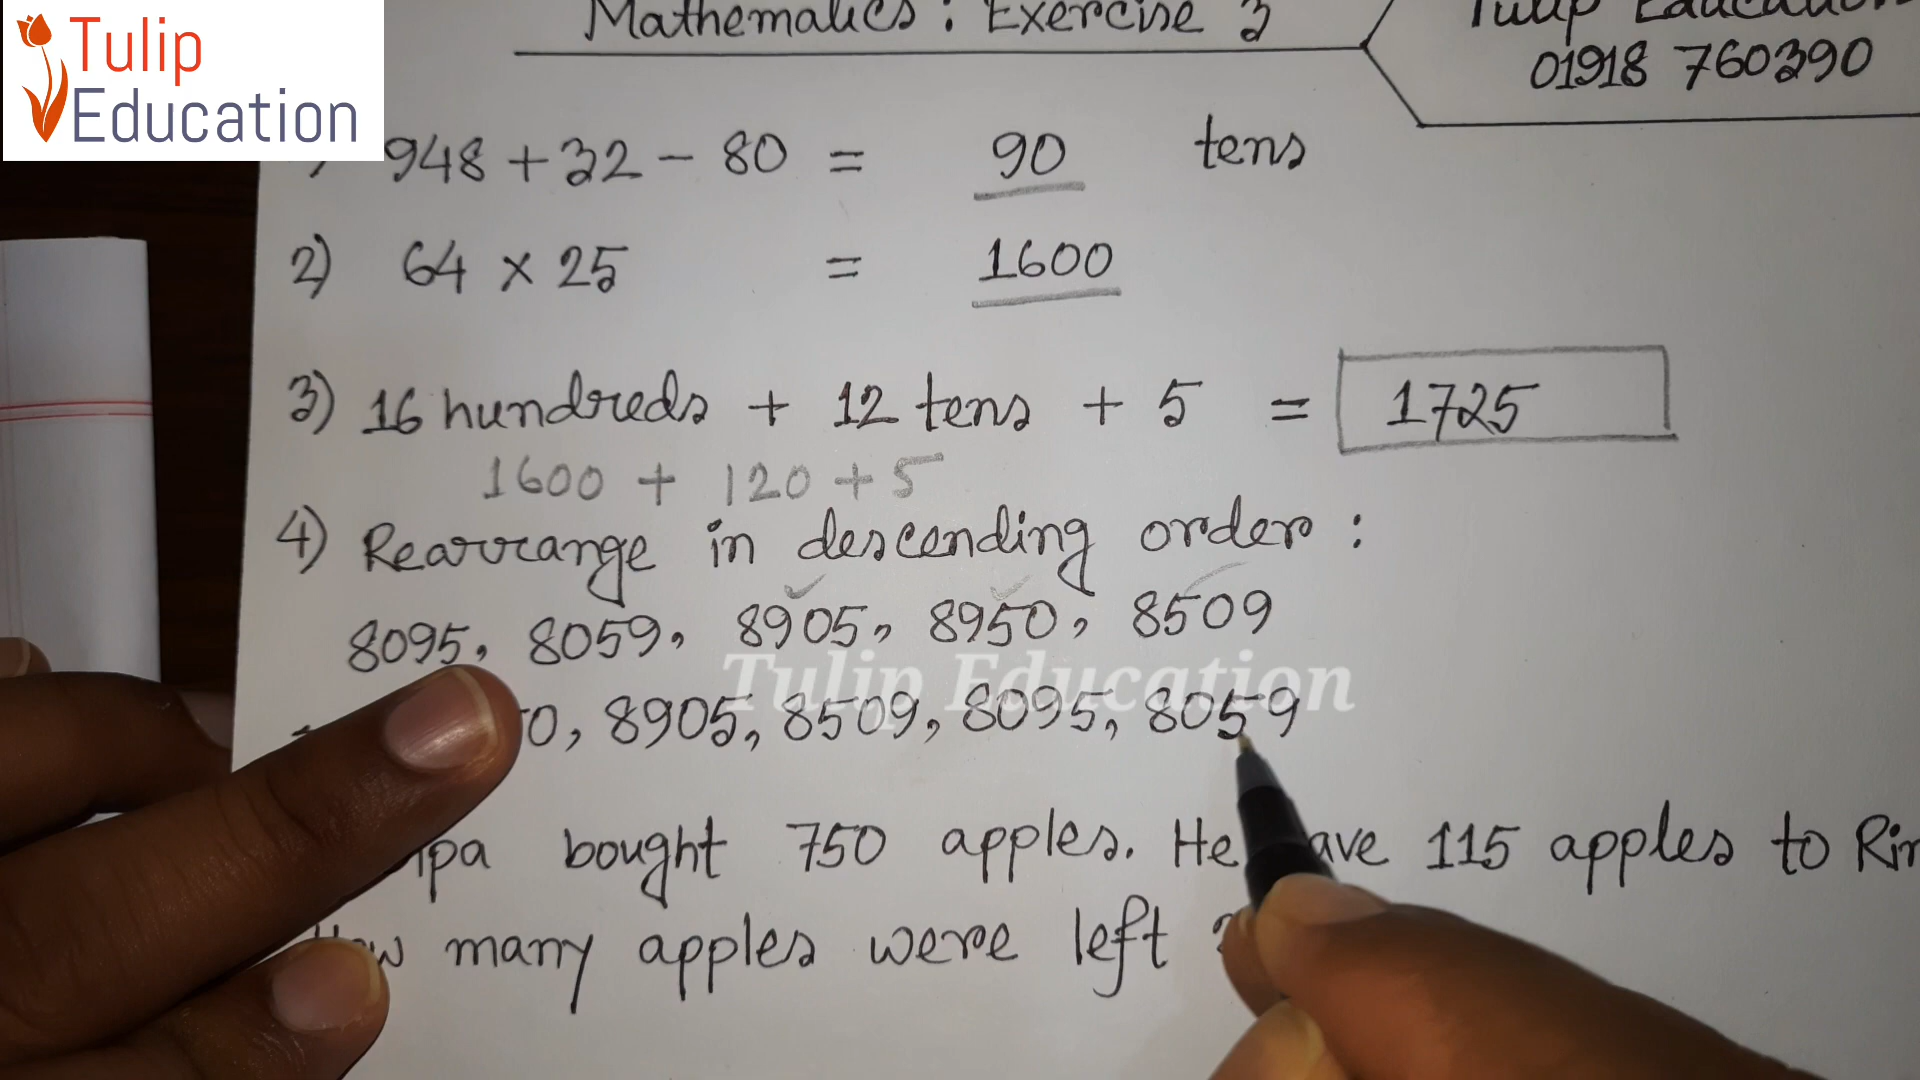 Tulip
Education
Mathematics : Exercise 3
Tulip Education
01918 760390
948 + 32 - 80 = 90 tens
2) 64 × 25 = 1600
3) 16 hundreds + 12 tens + 5 = 1725
1600 + 120 + 5
4) Rearrange in descending order :
8095, 8059, 8905, 8950, 8509
Tulip Education
0, 8905, 8509, 8095, 8059
bought 750 apples. He 115 apples to
many apples were left ?